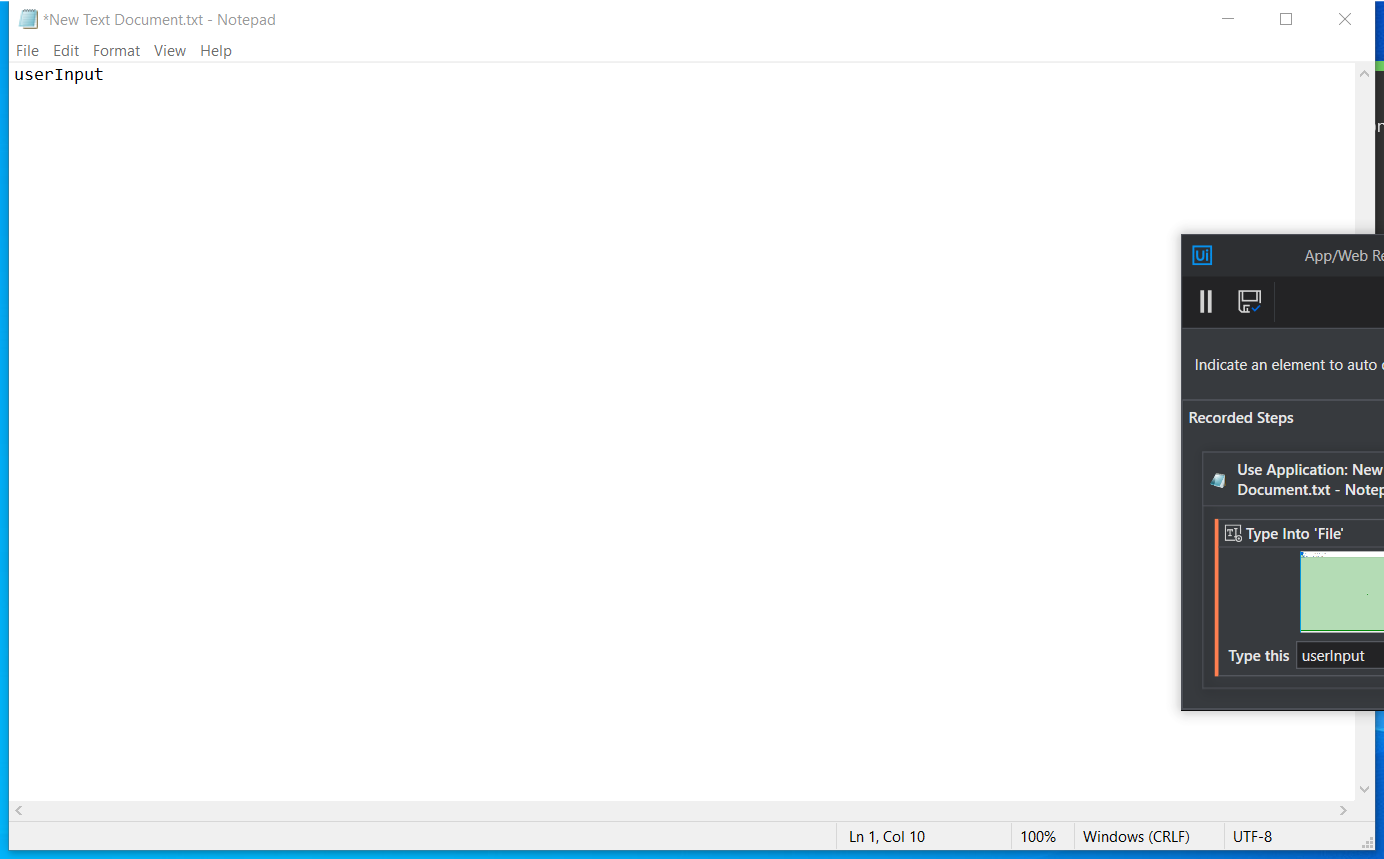 *New Text Document.txt - Notepad
File Edit Format View Help
userInput
Ui App/Web Re
Indicate an element to auto
Recorded Steps
Use Application: New
Document.txt - Notep
Type Into 'File'
Type this userInput
Ln 1, Col 10 100% Windows (CRLF) UTF-8